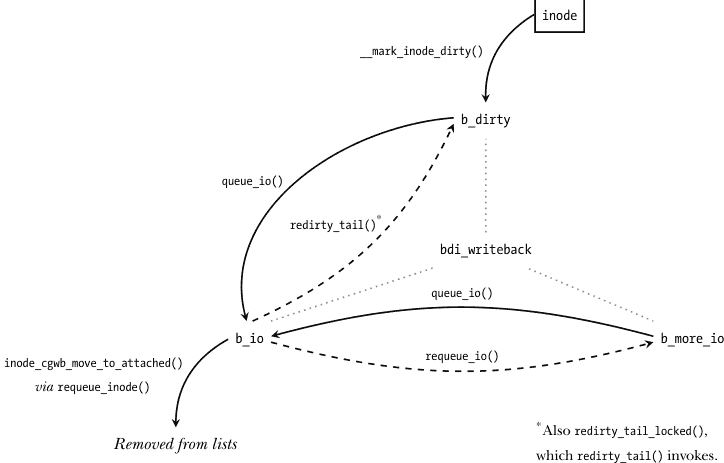 inode
__mark_inode_dirty()
b_dirty
queue_io()
redirty_tail()*
bdi_writeback
queue_io()
b_io
b_more_io
requeue_io()
inode_cgwb_move_to_attached()
via requeue_inode()
Removed from lists
*Also redirty_tail_locked(),
which redirty_tail() invokes.